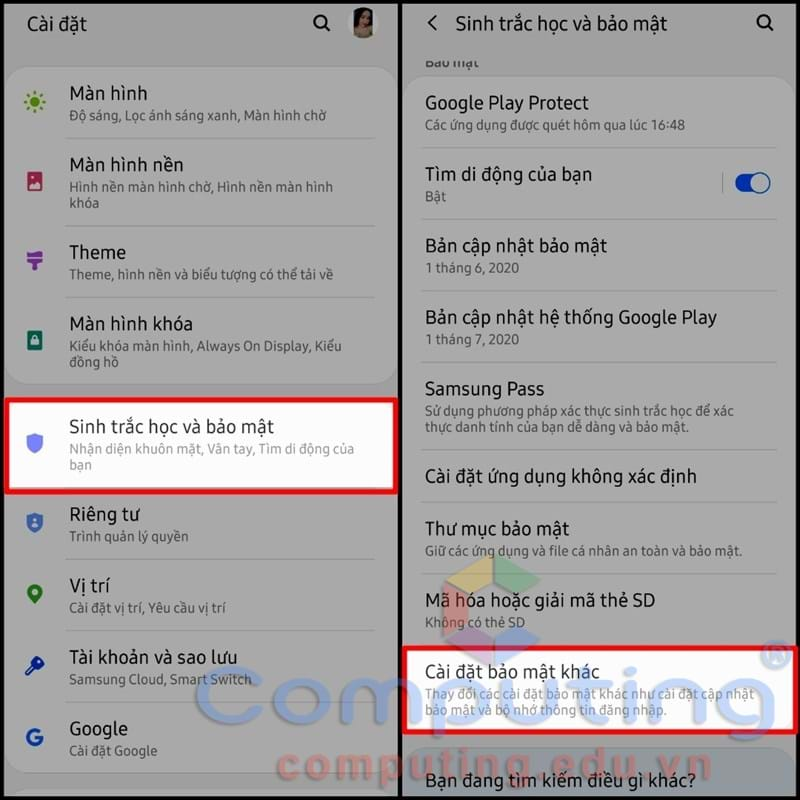 Cài đặt
Màn hình
Độ sáng, Lọc ánh sáng xanh, Màn hình chờ
Màn hình nền
Hình nền màn hình chờ, Hình nền màn hình
khóa
Theme
Theme, hình nền và biểu tượng có thể tải về
Màn hình khóa
Kiểu khóa màn hình, Always On Display, Kiểu
đồng hồ
Sinh trắc học và bảo mật
Nhận diện khuôn mặt, Vân tay, Tìm di động của
bạn
Riêng tư
Trình quản lý quyền
Vị trí
Cài đặt vị trí, Yêu cầu vị trí
Tài khoản và sao lưu
Samsung Cloud, Smart Switch
Google
Cài đặt Google
Sinh trắc học và bảo mật
Bảo mật
Google Play Protect
Các ứng dụng được quét hôm qua lúc 16:48
Tìm di động của bạn
Bật
Bản cập nhật bảo mật
1 tháng 6, 2020
Bản cập nhật hệ thống Google Play
1 tháng 7, 2020
Samsung Pass
Sử dụng phương pháp xác thực sinh trắc học để xác
thực danh tính của bạn dễ dàng và bảo mật.
Cài đặt ứng dụng không xác định
Thư mục bảo mật
Giữ các ứng dụng và file cá nhân an toàn và bảo mật.
Mã hóa hoặc giải mã thẻ SD
Không có thẻ SD
Cài đặt bảo mật khác
Thay đổi các cài đặt bảo mật khác như cài đặt cập nhật
bảo mật và bộ nhớ thông tin đăng nhập.
Bạn đang tìm kiếm điều gì khác?
Computing®
computing.edu.vn